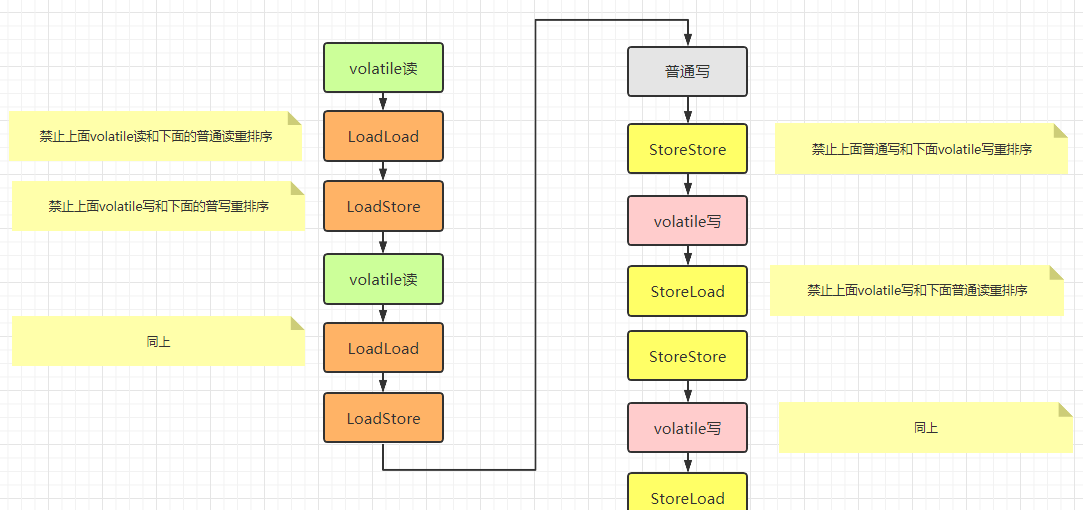 volatile读
禁止上面volatile读和下面的普通读重排序
LoadLoad
禁止上面volatile写和下面的普写重排序
LoadStore
volatile读
同上
LoadLoad
LoadStore
普通写
StoreStore
禁止上面普通写和下面volatile写重排序
volatile写
StoreLoad
禁止上面volatile写和下面普通读重排序
StoreStore
volatile写
同上
StoreLoad